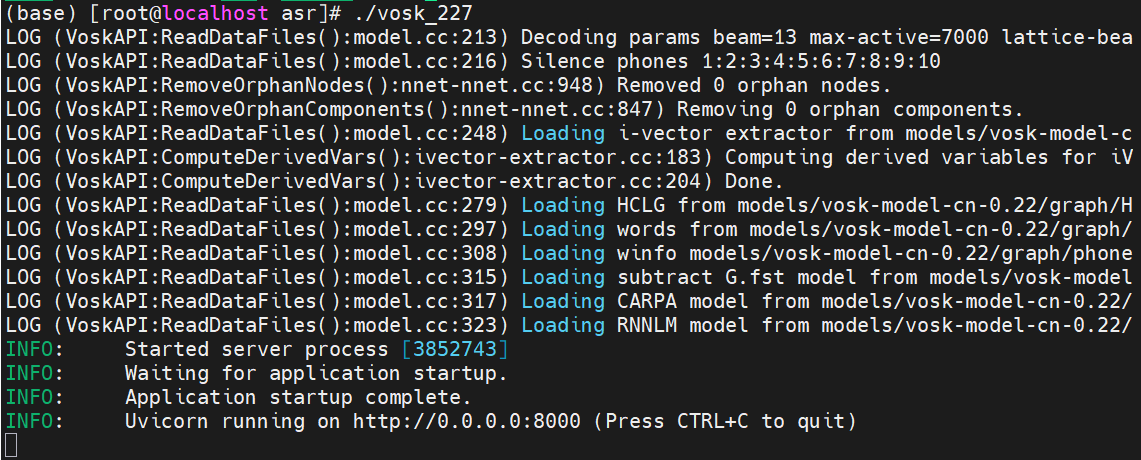 (base) [root@localhost asr]# ./vosk_227
LOG (VoskAPI:ReadDataFiles():model.cc:213) Decoding params beam=13 max-active=7000 lattice-bea
LOG (VoskAPI:ReadDataFiles():model.cc:216) Silence phones 1:2:3:4:5:6:7:8:9:10
LOG (VoskAPI:RemoveOrphanNodes():nnet-nnet.cc:948) Removed 0 orphan nodes.
LOG (VoskAPI:RemoveOrphanComponents():nnet-nnet.cc:847) Removing 0 orphan components.
LOG (VoskAPI:ReadDataFiles():model.cc:248) Loading i-vector extractor from models/vosk-model-c
LOG (VoskAPI:ComputeDerivedVars():ivector-extractor.cc:183) Computing derived variables for iV
LOG (VoskAPI:ComputeDerivedVars():ivector-extractor.cc:204) Done.
LOG (VoskAPI:ReadDataFiles():model.cc:279) Loading HCLG from models/vosk-model-cn-0.22/graph/H
LOG (VoskAPI:ReadDataFiles():model.cc:297) Loading words from models/vosk-model-cn-0.22/graph/
LOG (VoskAPI:ReadDataFiles():model.cc:308) Loading winfo models/vosk-model-cn-0.22/graph/phone
LOG (VoskAPI:ReadDataFiles():model.cc:315) Loading subtract G.fst model from models/vosk-model
LOG (VoskAPI:ReadDataFiles():model.cc:317) Loading CARPA model from models/vosk-model-cn-0.22/
LOG (VoskAPI:ReadDataFiles():model.cc:323) Loading RNNLM model from models/vosk-model-cn-0.22/
INFO:     Started server process [3852743]
INFO:     Waiting for application startup.
INFO:     Application startup complete.
INFO:     Uvicorn running on http://0.0.0.0:8000 (Press CTRL+C to quit)